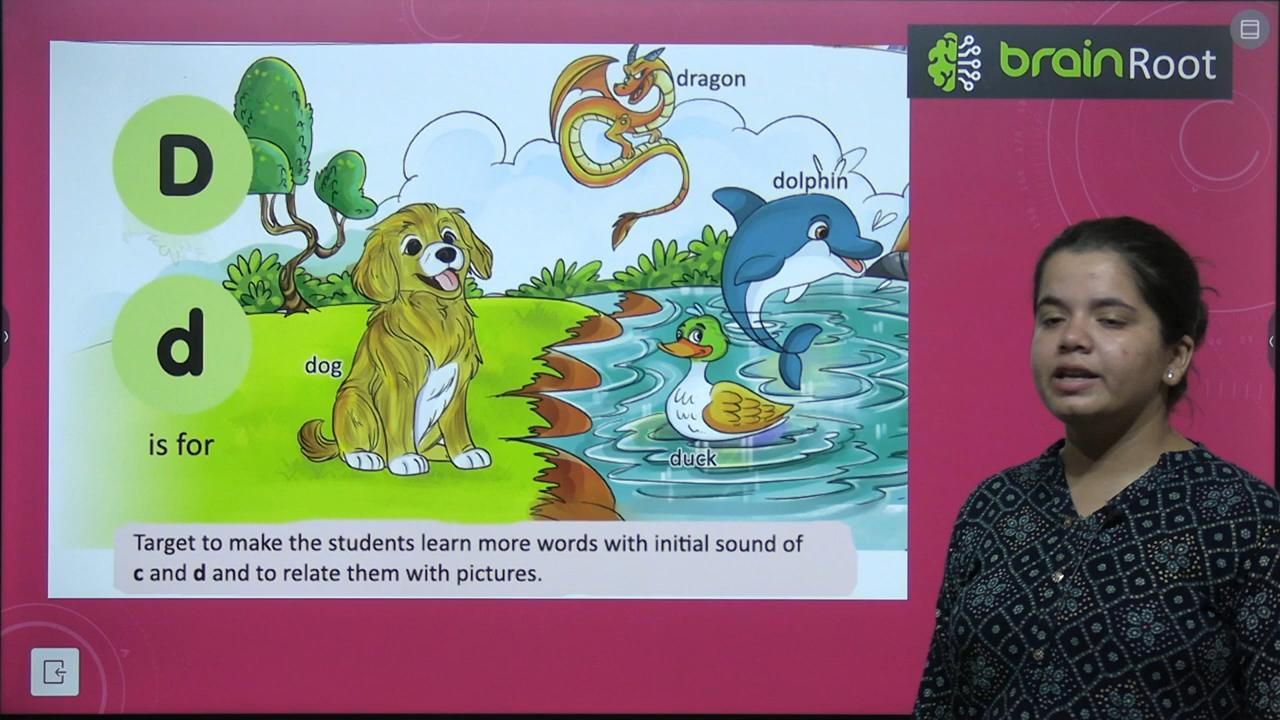 brainRoot
D
d
is for
dragon
dolphin
dog
duck
Target to make the students learn more words with initial sound of
c and d and to relate them with pictures.